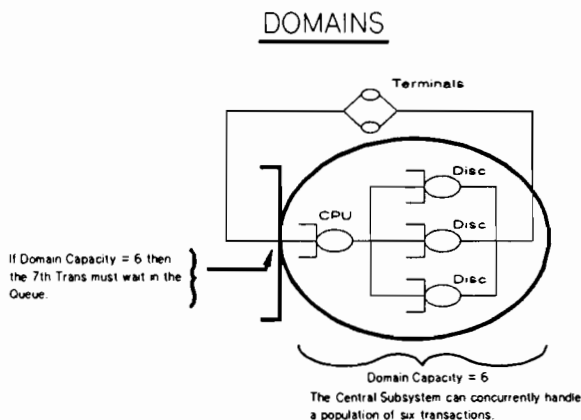 DOMAINS
Terminals
Disc
CPU
Disc
Disc
If Domain Capacity = 6 then
the 7th Trans must wait in the
Queue.
Domain Capacity = 6
The Central Subsystem can concurrently handle
a population of six transactions.